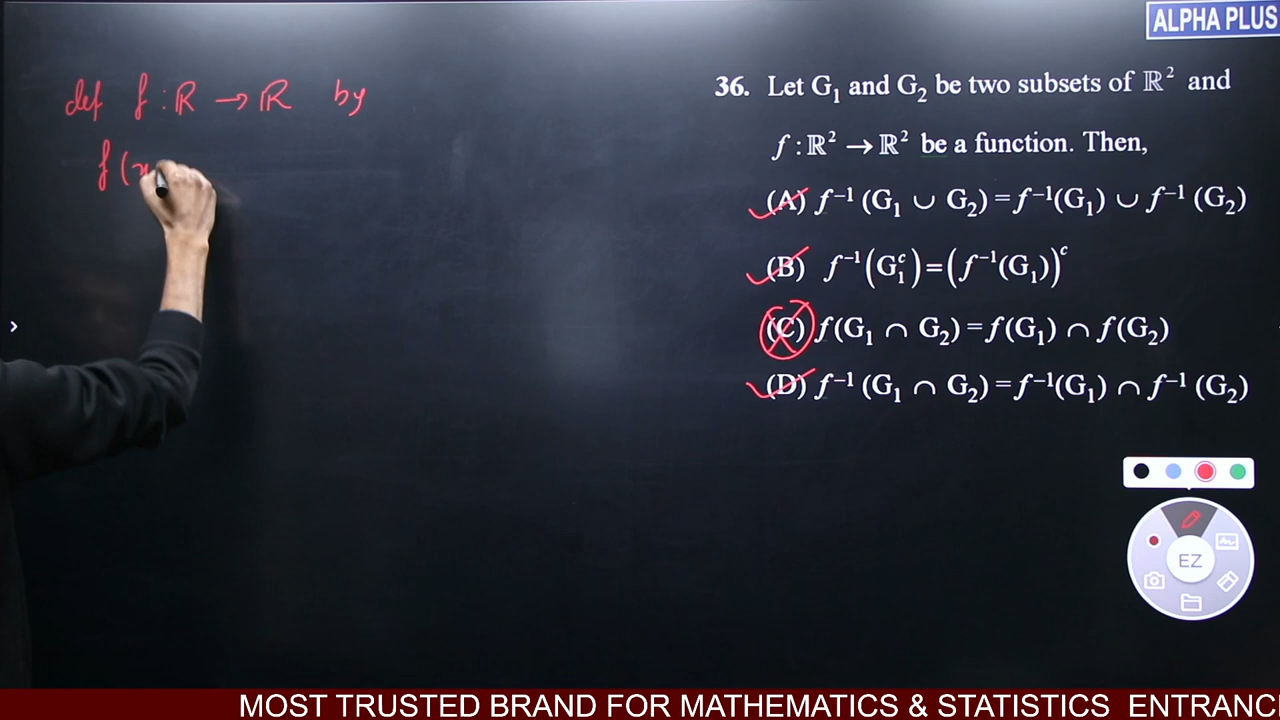 ALPHA PLUS
def f : ℝ → ℝ by
f (x
36. Let G₁ and G₂ be two subsets of ℝ² and
f : ℝ² → ℝ² be a function. Then,
(A) f⁻¹ (G₁ ∪ G₂) = f⁻¹(G₁) ∪ f⁻¹ (G₂)
(B) f⁻¹(G₁ᶜ) = (f⁻¹(G₁))ᶜ
(C) f(G₁ ∩ G₂) = f(G₁) ∩ f(G₂)
(D) f⁻¹ (G₁ ∩ G₂) = f⁻¹(G₁) ∩ f⁻¹ (G₂)
EZ
MOST TRUSTED BRAND FOR MATHEMATICS & STATISTICS ENTRANC